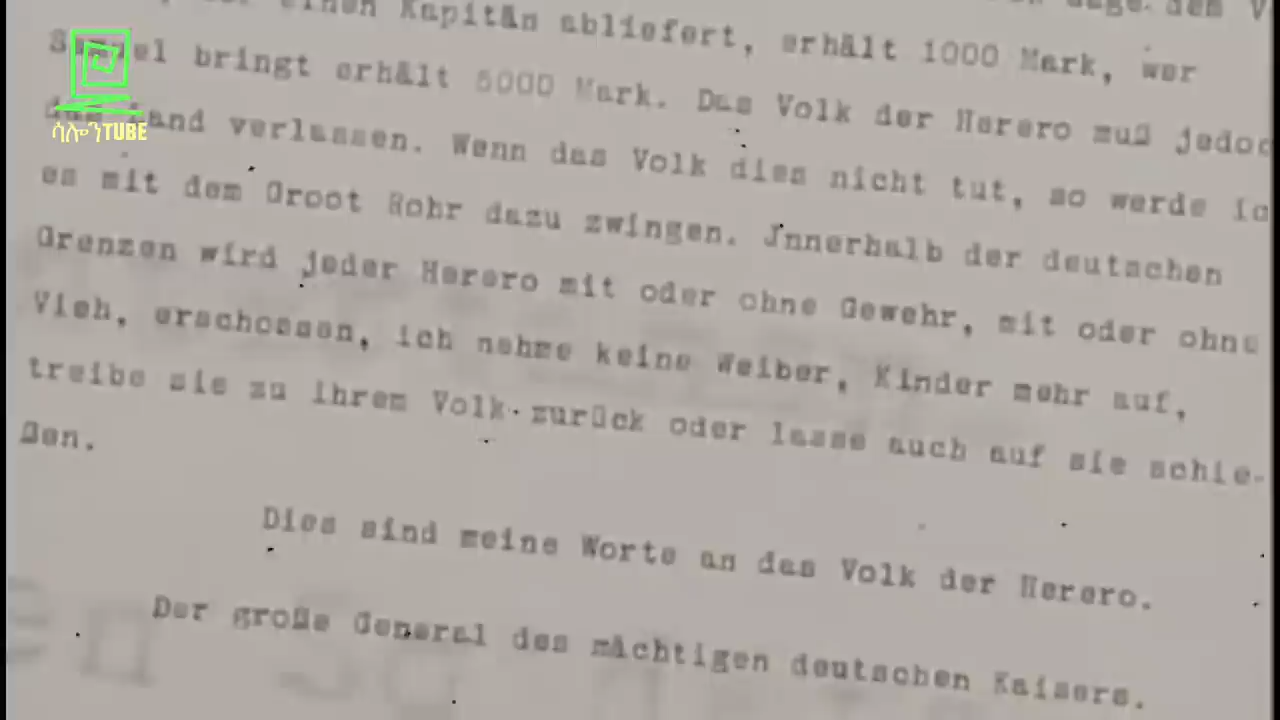 einen Kapitän abliefert, erhält 1000 Mark, wer
Samuel bringt erhält 5000 Mark. Das Volk der Herero muß jedoc
das Land verlassen. Wenn das Volk dies nicht tut, so werde ic
es mit dem Groot Rohr dazu zwingen. Jnnerhalb der deutschen
Grenzen wird jeder Herero mit oder ohne Gewehr, mit oder ohne
Vieh, erschossen, ich nehme keine Weiber, Kinder mehr auf,
treibe sie zu ihrem Volk zurück oder lasse auch auf sie schie-
ßen.
Dies sind meine Worte an das Volk der Herero.
Der große General des mächtigen deutschen Kaisers.
ሳሎንTUBE